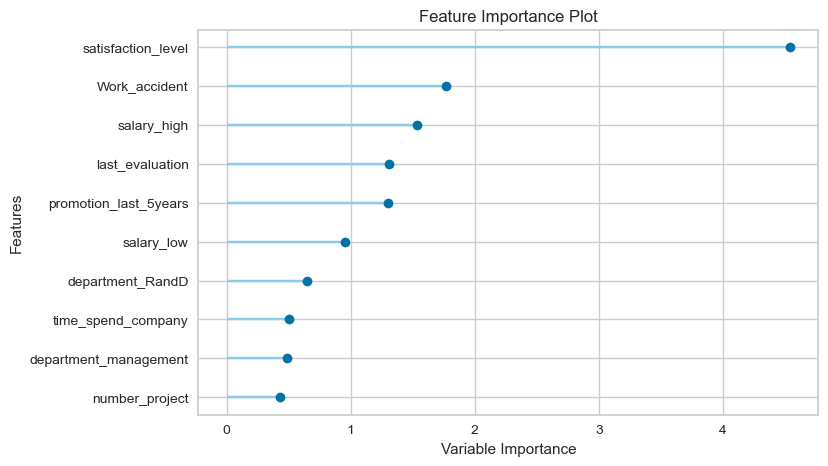 Feature Importance Plot
satisfaction_level
Work_accident
salary_high
last_evaluation
promotion_last_5years
salary_low
department_RandD
time_spend_company
department_management
number_project
Features
0 1 2 3 4
Variable Importance